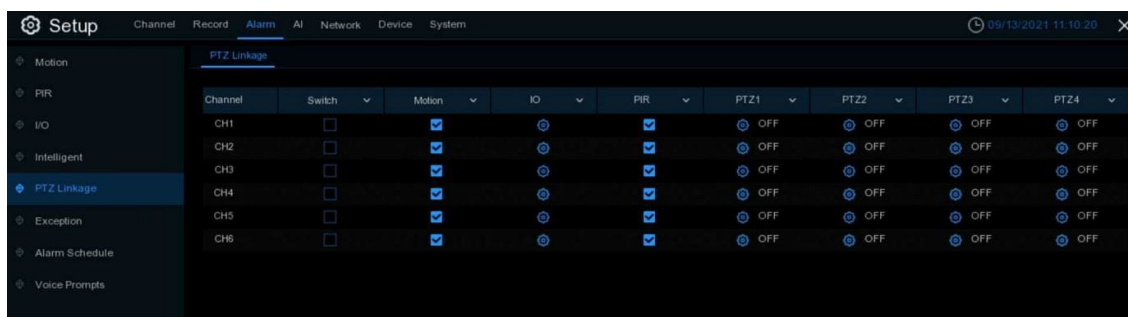 Setup Channel Record Alarm AI Network Device System 09/13/2021 11:10:20
PTZ Linkage
Motion
PIR
I/O
Intelligent
PTZ Linkage
Exception
Alarm Schedule
Voice Prompts
Channel Switch Motion IO PIR PTZ1 PTZ2 PTZ3 PTZ4
CH1 OFF OFF OFF OFF
CH2 OFF OFF OFF OFF
CH3 OFF OFF OFF OFF
CH4 OFF OFF OFF OFF
CH5 OFF OFF OFF OFF
CH6 OFF OFF OFF OFF